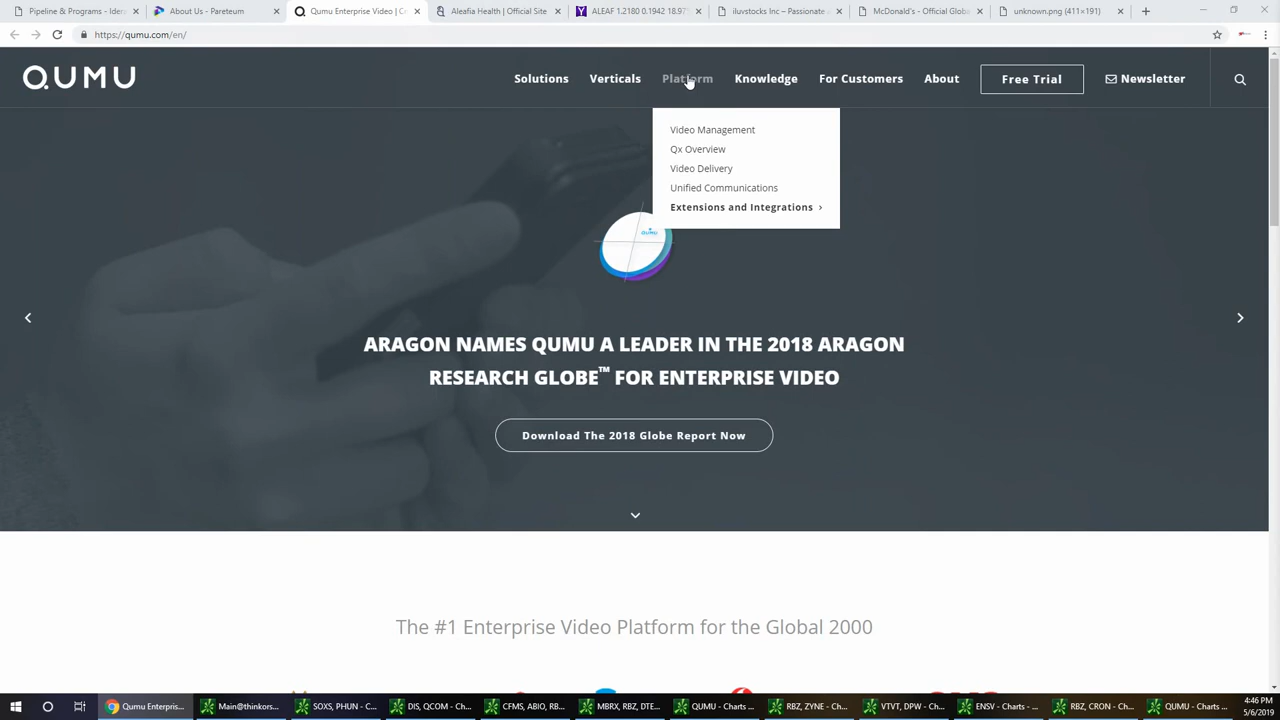 Pipeline & Programs - Idera
About Us - Pareteum
Qumu Enterprise Video | C
Aleafia Health | Official Site
ALEAF 1.2180 0.1942 18.97%
iluvstocks Inc – Passionate
McDonald's - Official Globa
unknown.png (411×191)
https://qumu.com/en/
QUMU
Solutions
Verticals
Platform
Knowledge
For Customers
About
Free Trial
Newsletter
Video Management
Qx Overview
Video Delivery
Unified Communications
Extensions and Integrations
QUMU
ARAGON NAMES QUMU A LEADER IN THE 2018 ARAGON
RESEARCH GLOBE™ FOR ENTERPRISE VIDEO
Download The 2018 Globe Report Now
The #1 Enterprise Video Platform for the Global 2000
Qumu Enterpris...
Main@thinkors...
SOXS, PHUN - C...
DIS, QCOM - Ch...
CFMS, ABIO, RB...
MBRX, RBZ, DTE...
QUMU - Charts ...
RBZ, ZYNE - Cha...
VTVT, DPW - Ch...
ENSV - Charts - ...
RBZ, CRON - Ch...
QUMU - Charts ...
4:46 PM
5/6/2019